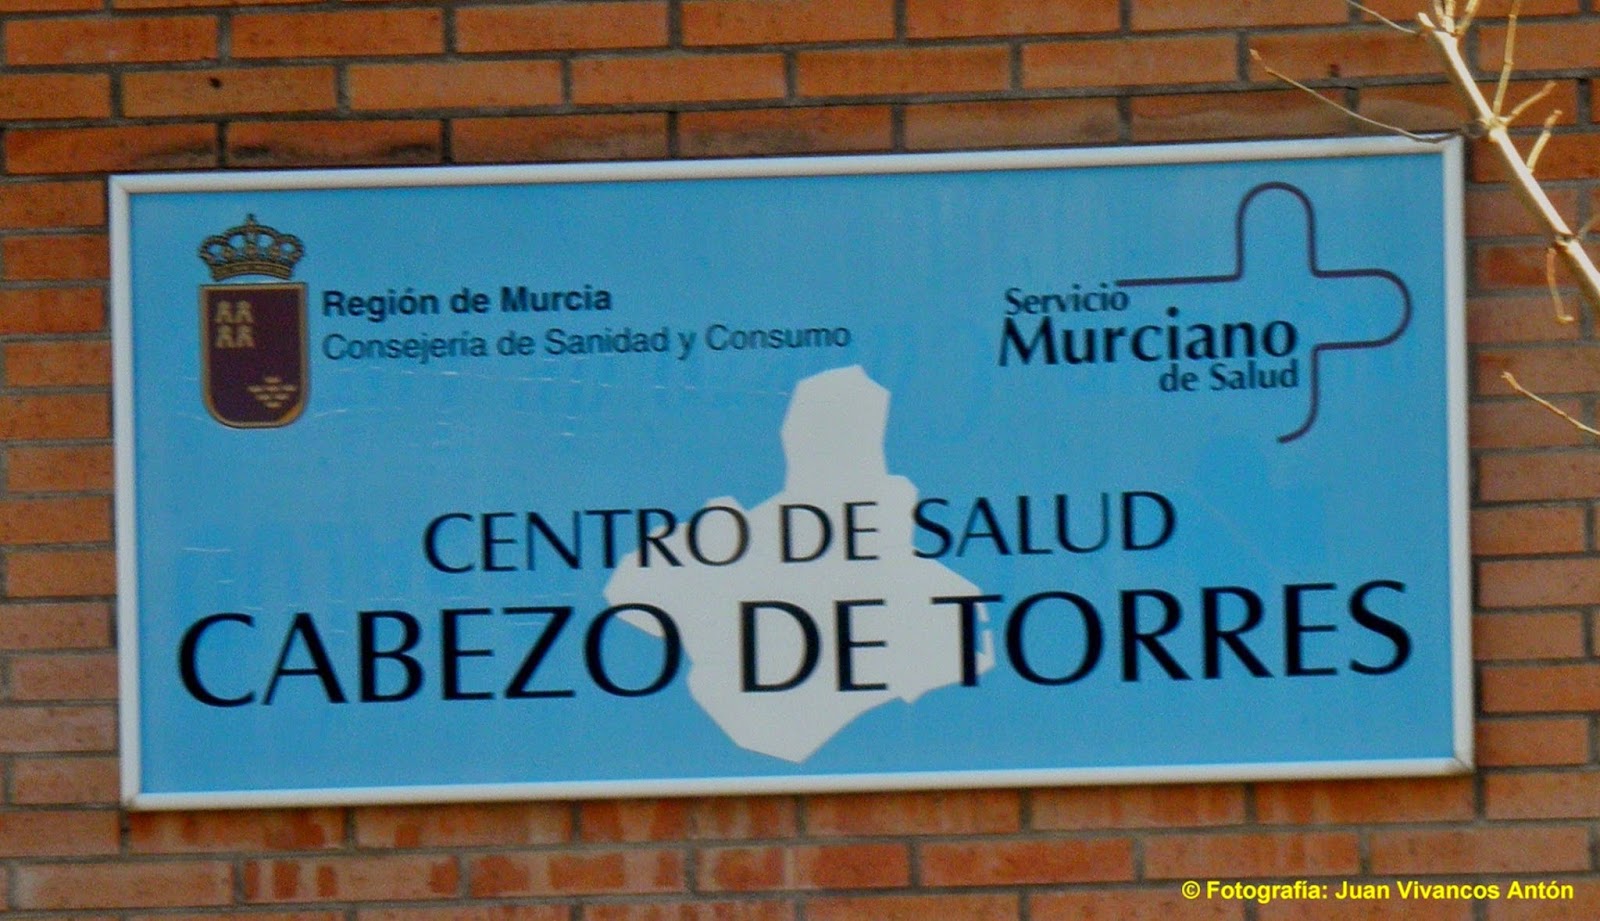 Región de Murcia
Consejería de Sanidad y Consumo
Servicio
Murciano
de Salud
CENTRO DE SALUD
CABEZO DE TORRES
© Fotografía: Juan Vivancos Antón